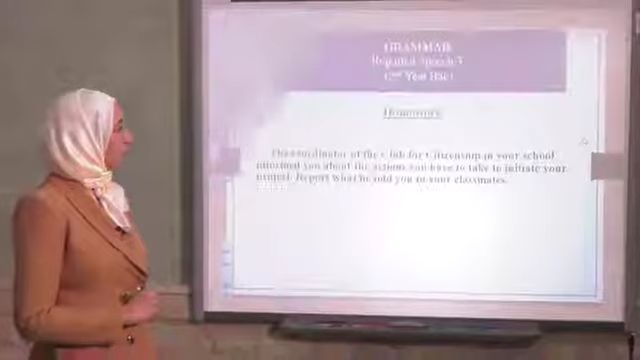 GRAMMAR
Reported Speech 3
(2nd Year Bac)
Homework
The coordinator of the Club for Citizenship in your school
informed you about the actions you have to take to initiate your
project. Report what he told you to your classmates.